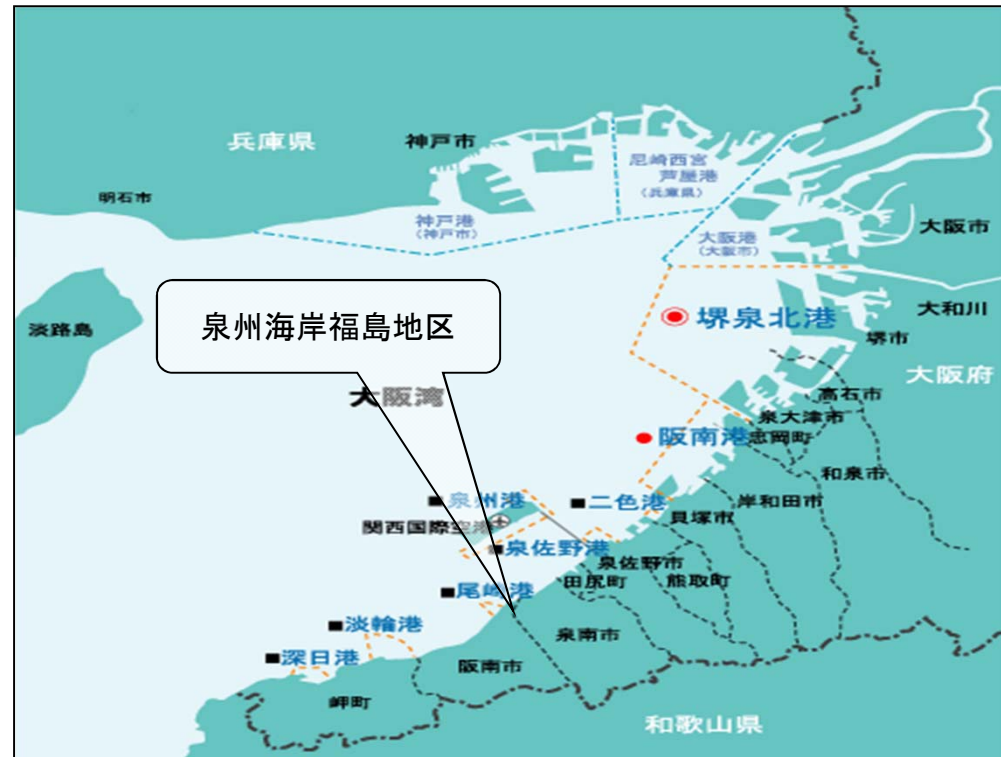 兵庫県
神戸市
尼崎西宮
芦屋港
(兵庫県)
明石市
神戸港
(神戸市)
大阪港
(大阪市)
大阪市
淡路島
泉州海岸福島地区
堺泉北港
大和川
堺市
大阪府
大阪湾
高石市
泉大津市
忠岡町
阪南港
和泉市
岸和田市
泉州港
二色港
貝塚市
関西国際空港
泉佐野港
泉佐野市
田尻町
熊取町
尾崎港
淡輪港
泉南市
深日港
阪南市
岬町
和歌山県